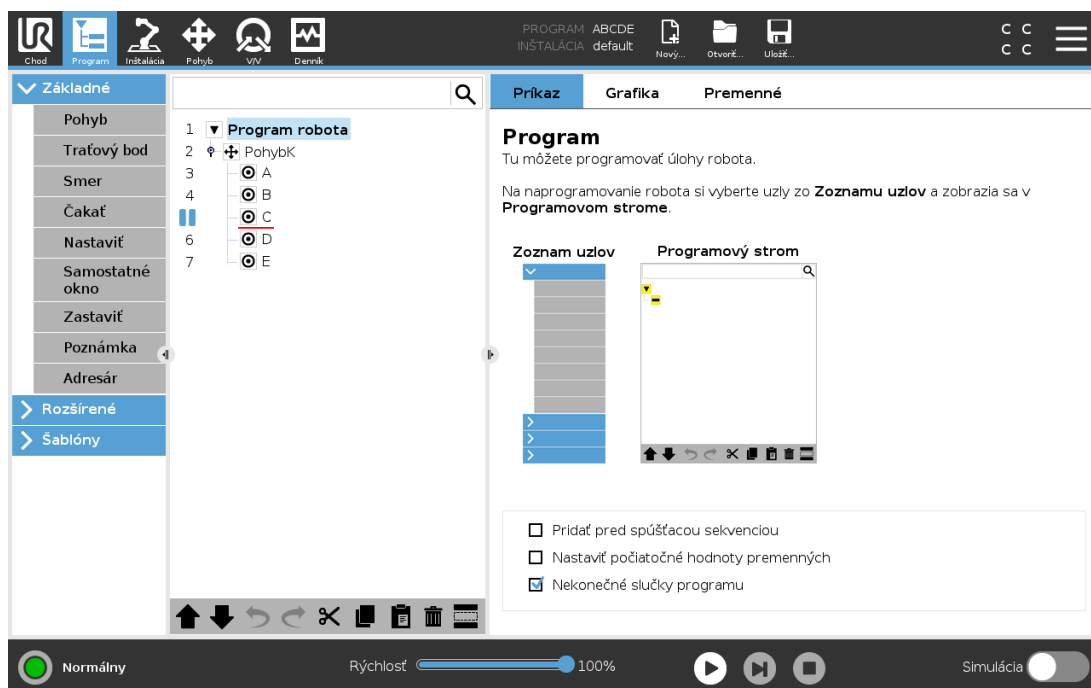 UR
Chod
Program
Inštalácia
Pohyb
V/V
Denník
PROGRAM ABCDE
INŠTALÁCIA default
Nový...
Otvoriť...
Uložiť...
C C
C C
Základné
Pohyb
Traťový bod
Smer
Čakať
Nastaviť
Samostatné
okno
Zastaviť
Poznámka
Adresár
Rozšírené
Šablóny
1 Program robota
2 PohybK
3 A
4 B
C
6 D
7 E
Príkaz Grafika Premenné
Program
Tu môžete programovať úlohy robota.
Na naprogramovanie robota si vyberte uzly zo Zoznamu uzlov a zobrazia sa v
Programovom strome.
Zoznam uzlov Programový strom
Pridať pred spúšťacou sekvenciou
Nastaviť počiatočné hodnoty premenných
Nekonečné slučky programu
Normálny
Rýchlosť 100%
Simulácia